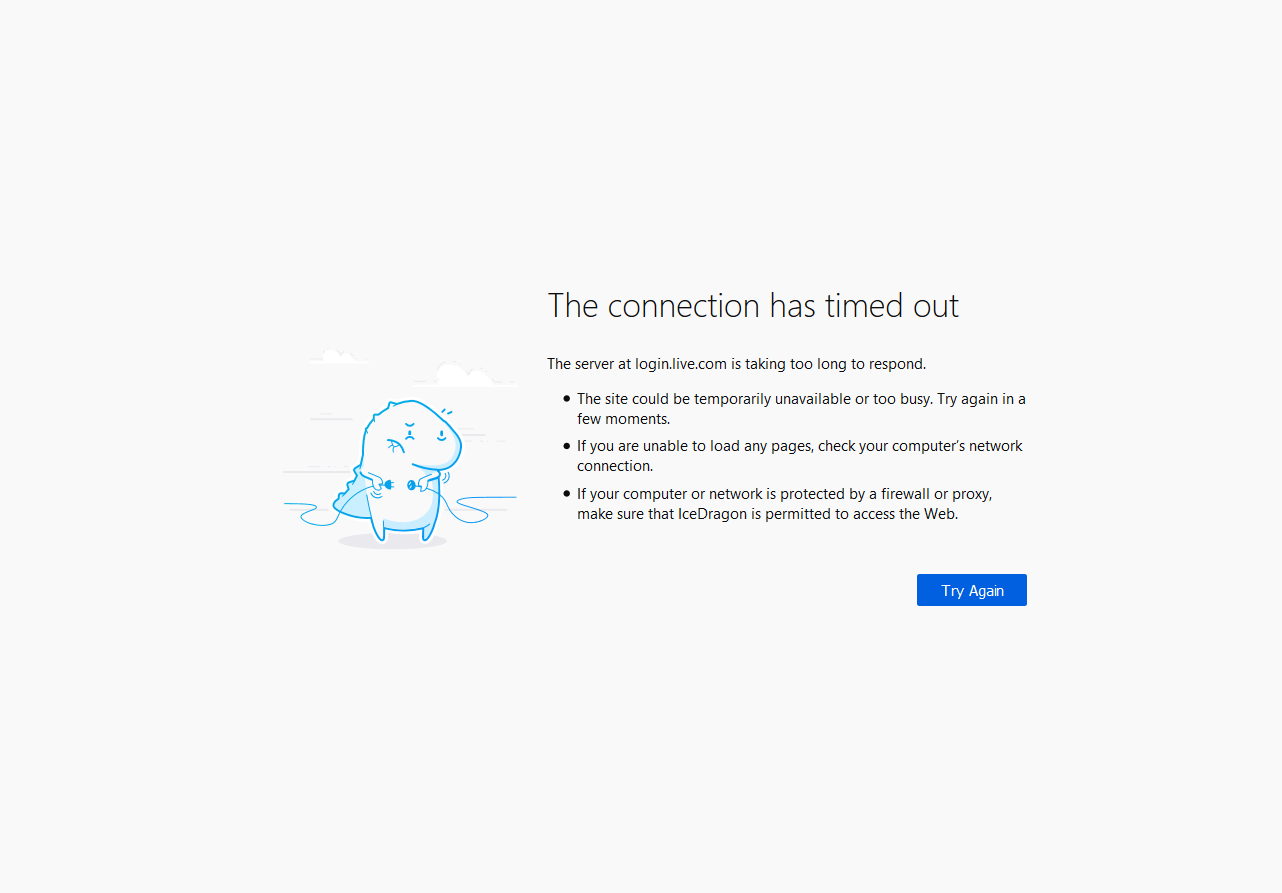 The connection has timed out
The server at login.live.com is taking too long to respond.
The site could be temporarily unavailable or too busy. Try again in a
few moments.
If you are unable to load any pages, check your computer’s network
connection.
If your computer or network is protected by a firewall or proxy,
make sure that IceDragon is permitted to access the Web.
Try Again